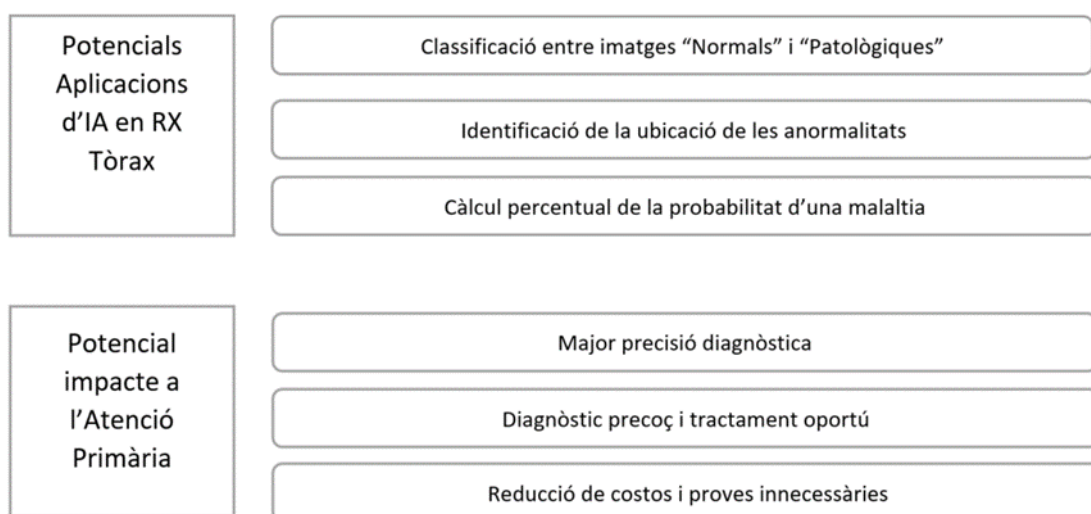 Potencials
Aplicacions
d’IA en RX
Tòrax
Classificació entre imatges “Normals” i “Patològiques”
Identificació de la ubicació de les anormalitats
Càlcul percentual de la probabilitat d’una malaltia
Potencial
impacte a
l’Atenció
Primària
Major precisió diagnòstica
Diagnòstic precoç i tractament oportú
Reducció de costos i proves innecessàries